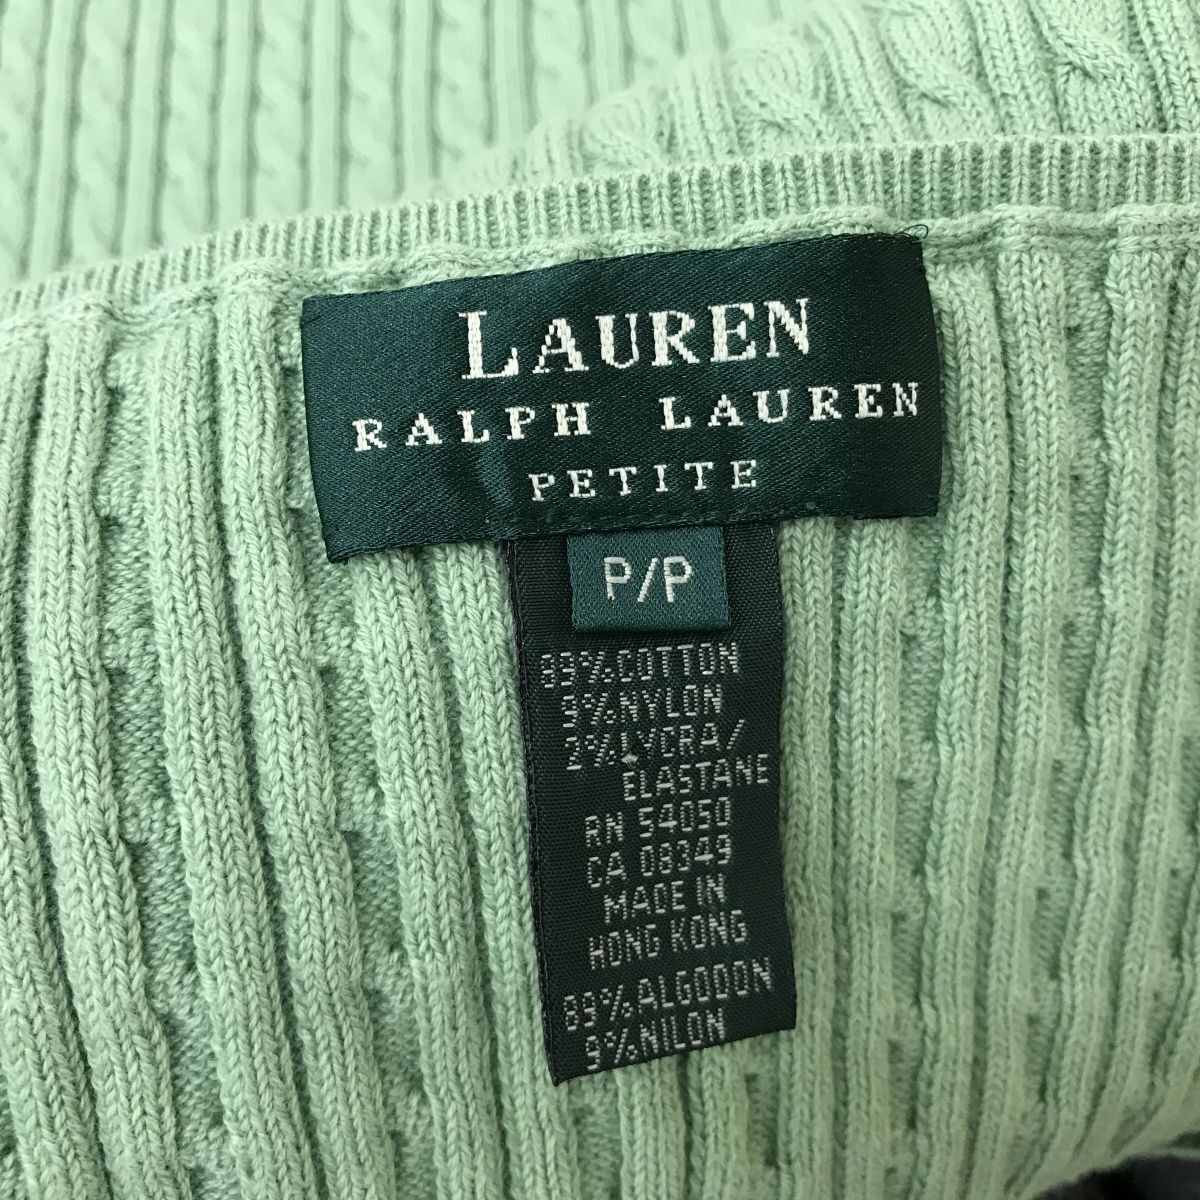 LAUREN
RALPH LAUREN
PETITE
P/P
89%COTTON
9%NYLON
2%LYCRA/
ELASTANE
RN 54050
CA 08349
MADE IN
HONG KONG
89%ALGODON
9%NILON